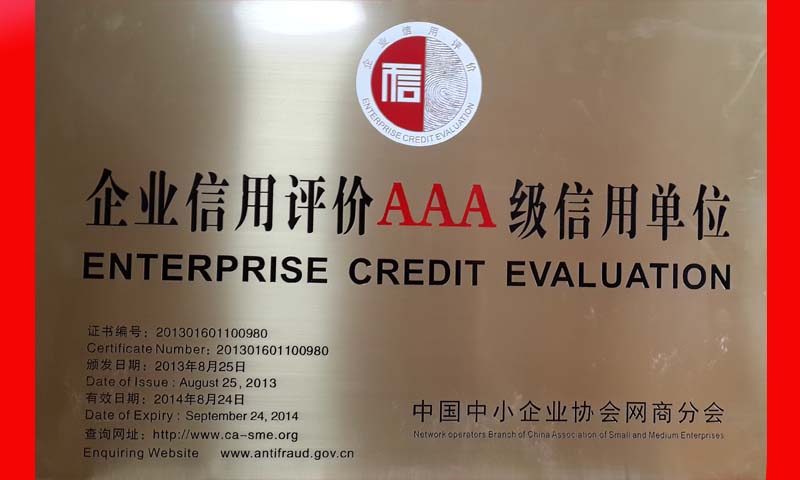 企业信用评价
信
ENTERPRISE CREDIT EVALUATION
企业信用评价AAA级信用单位
ENTERPRISE CREDIT EVALUATION
证书编号：201301601100980
Certificate Number: 201301601100980
颁发日期：2013年8月25日
Date of Issue : August 25, 2013
有效日期：2014年8月24日
Date of Expiry : September 24, 2014
查询网址：http://www.ca-sme.org
Enquiring Website www.antifraud.gov.cn
中国中小企业协会网商分会
Network operators Branch of China Association of Small and Medium Enterprises